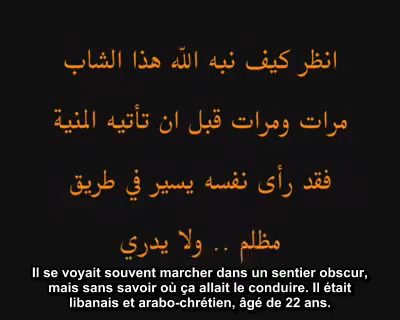 انظر كيف نبه الله هذا الشاب
مرات ومرات قبل ان تأتيه المنية
فقد رأى نفسه يسير في طريق
مظلم .. ولا يدري
Il se voyait souvent marcher dans un sentier obscur,
mais sans savoir où ça allait le conduire. Il était
libanais et arabo-chrétien, âgé de 22 ans.